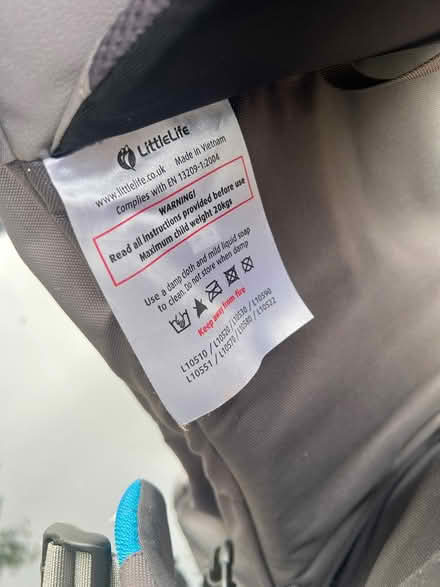 LittleLife
www.littlelife.co.uk Made in Vietnam
Complies with EN 13209-1:2004
WARNING!
Read all instructions provided before use
Maximum child weight 20kgs
Use a damp cloth and mild liquid soap
to clean. Do not store when damp
Keep away from fire
L10510 / L10520 / L10530 / L10590
L10551 / L10570 / L10580 / L10522